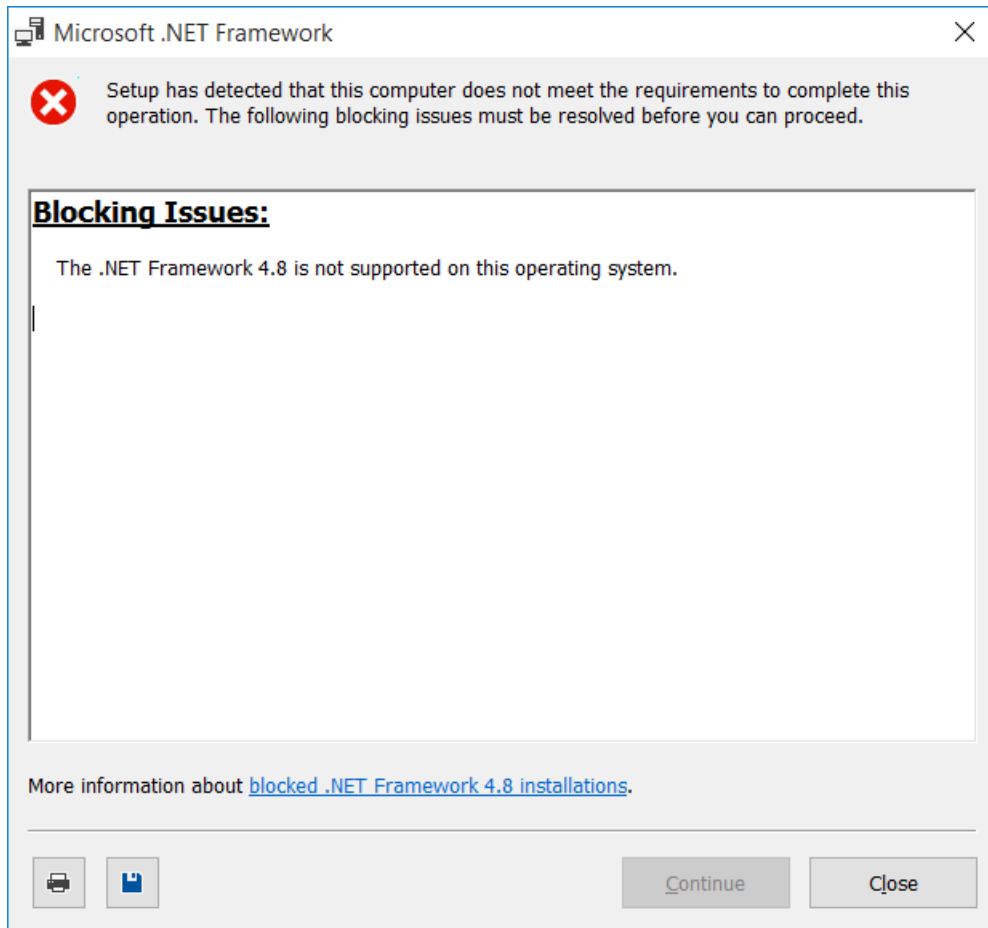 Microsoft .NET Framework
Setup has detected that this computer does not meet the requirements to complete this
operation. The following blocking issues must be resolved before you can proceed.
Blocking Issues:
The .NET Framework 4.8 is not supported on this operating system.
More information about blocked .NET Framework 4.8 installations.
Continue
Close